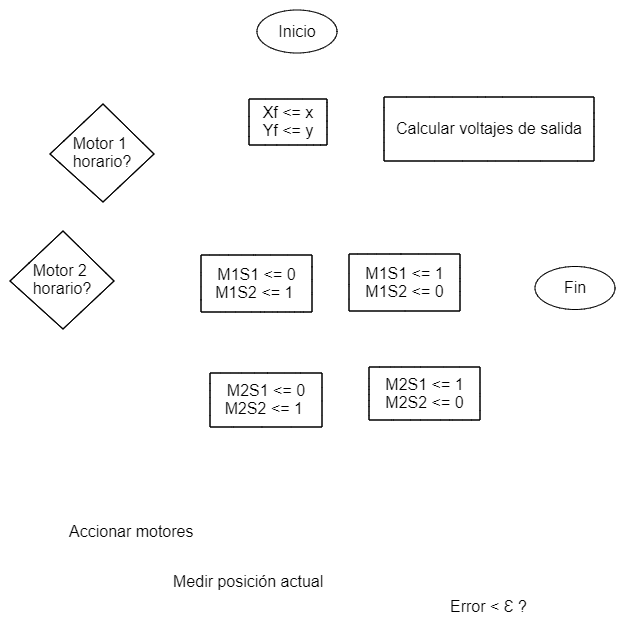 Inicio
Xf <= x
Yf <= y
Calcular voltajes de salida
Motor 1
horario?
Motor 2
horario?
M1S1 <= 0
M1S2 <= 1
M1S1 <= 1
M1S2 <= 0
Fin
M2S1 <= 0
M2S2 <= 1
M2S1 <= 1
M2S2 <= 0
Accionar motores
Medir posición actual
Error < Ɛ ?